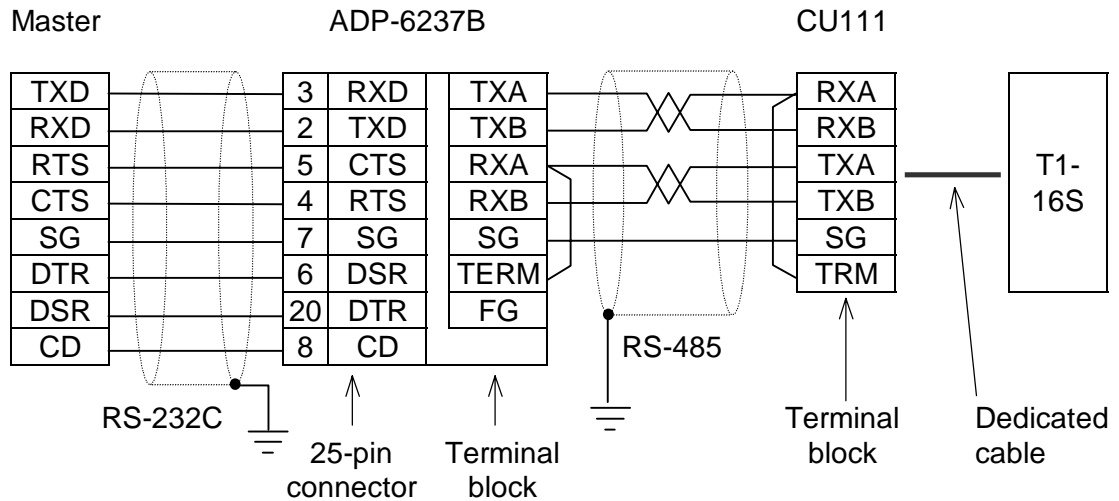 Master ADP-6237B CU111
TXD 3 RXD TXA RXA
RXD 2 TXD TXB RXB
RTS 5 CTS RXA TXA
CTS 4 RTS RXB TXB
SG 7 SG SG SG
DTR 6 DSR TERM TRM
DSR 20 DTR FG
CD 8 CD
T1-
16S
RS-232C
RS-485
25-pin
connector
Terminal
block
Terminal
block
Dedicated
cable